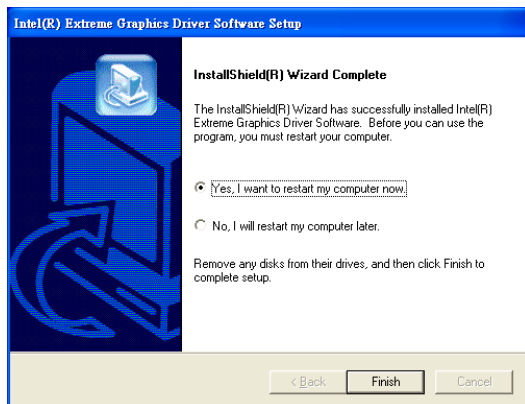 Intel(R) Extreme Graphics Driver Software Setup
InstallShield(R) Wizard Complete
The InstallShield(R) Wizard has successfully installed Intel(R)
Extreme Graphics Driver Software. Before you can use the
program, you must restart your computer.
Yes, I want to restart my computer now.
No, I will restart my computer later.
Remove any disks from their drives, and then click Finish to
complete setup.
< Back
Finish
Cancel